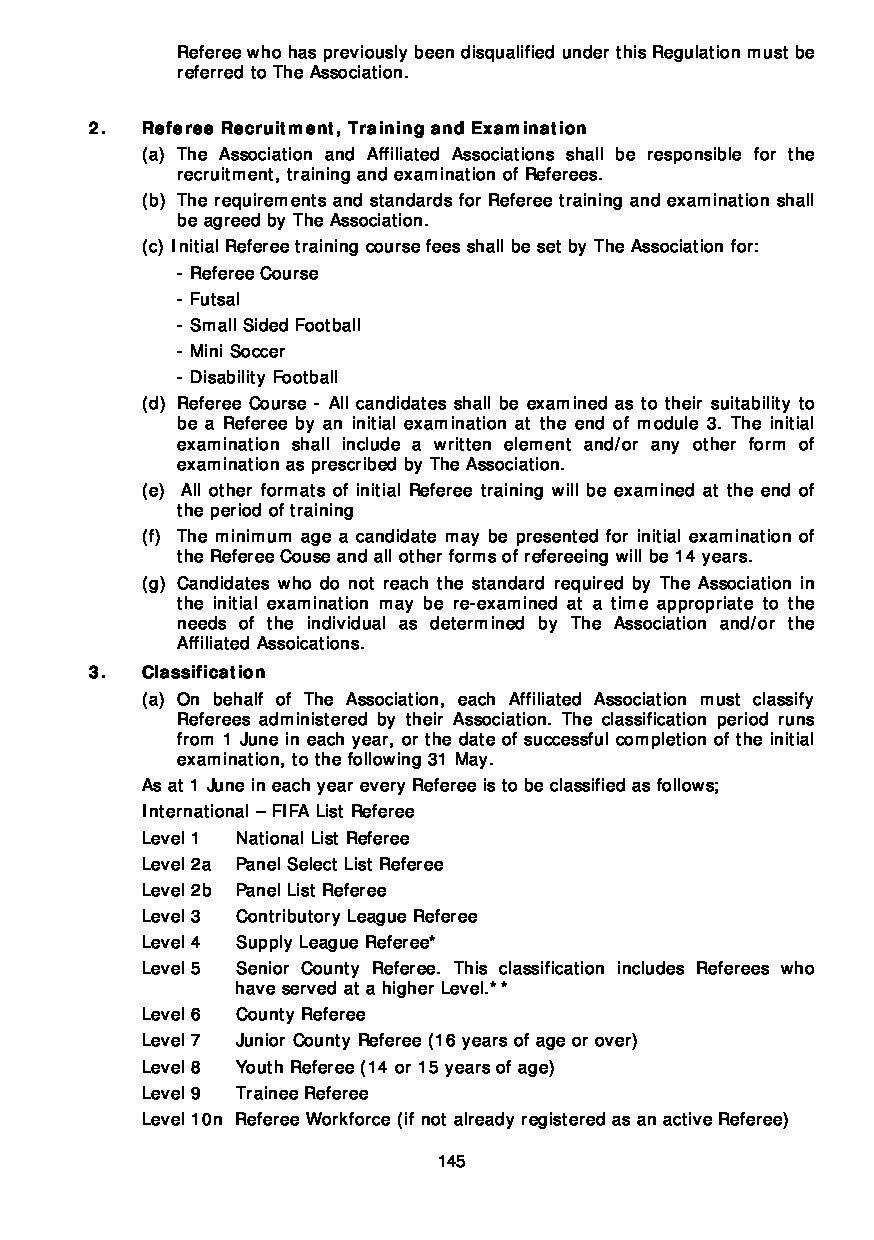 Referee who has previously been disqualified under this Regulation must be
referred to The Association.
2. Referee Recruitment, Training and Examination
(a) The Association and Affiliated Associations shall be responsible for the
recruitment, training and examination of Referees.
(b) The requirements and standards for Referee training and examination shall
be agreed by The Association.
(c) Initial Referee training course fees shall be set by The Association for:
- Referee Course
- Futsal
- Small Sided Football
- Mini Soccer
- Disability Football
(d) Referee Course - All candidates shall be examined as to their suitability to
be a Referee by an initial examination at the end of module 3. The initial
examination shall include a written element and/or any other form of
examination as prescribed by The Association.
(e) All other formats of initial Referee training will be examined at the end of
the period of training
(f) The minimum age a candidate may be presented for initial examination of
the Referee Couse and all other forms of refereeing will be 14 years.
(g) Candidates who do not reach the standard required by The Association in
the initial examination may be re-examined at a time appropriate to the
needs of the individual as determined by The Association and/or the
Affiliated Assoications.
3. Classification
(a) On behalf of The Association, each Affiliated Association must classify
Referees administered by their Association. The classification period runs
from 1 June in each year, or the date of successful completion of the initial
examination, to the following 31 May.
As at 1 June in each year every Referee is to be classified as follows;
International – FIFA List Referee
Level 1 National List Referee
Level 2a Panel Select List Referee
Level 2b Panel List Referee
Level 3 Contributory League Referee
Level 4 Supply League Referee*
Level 5 Senior County Referee. This classification includes Referees who
have served at a higher Level.**
Level 6 County Referee
Level 7 Junior County Referee (16 years of age or over)
Level 8 Youth Referee (14 or 15 years of age)
Level 9 Trainee Referee
Level 10n Referee Workforce (if not already registered as an active Referee)
145